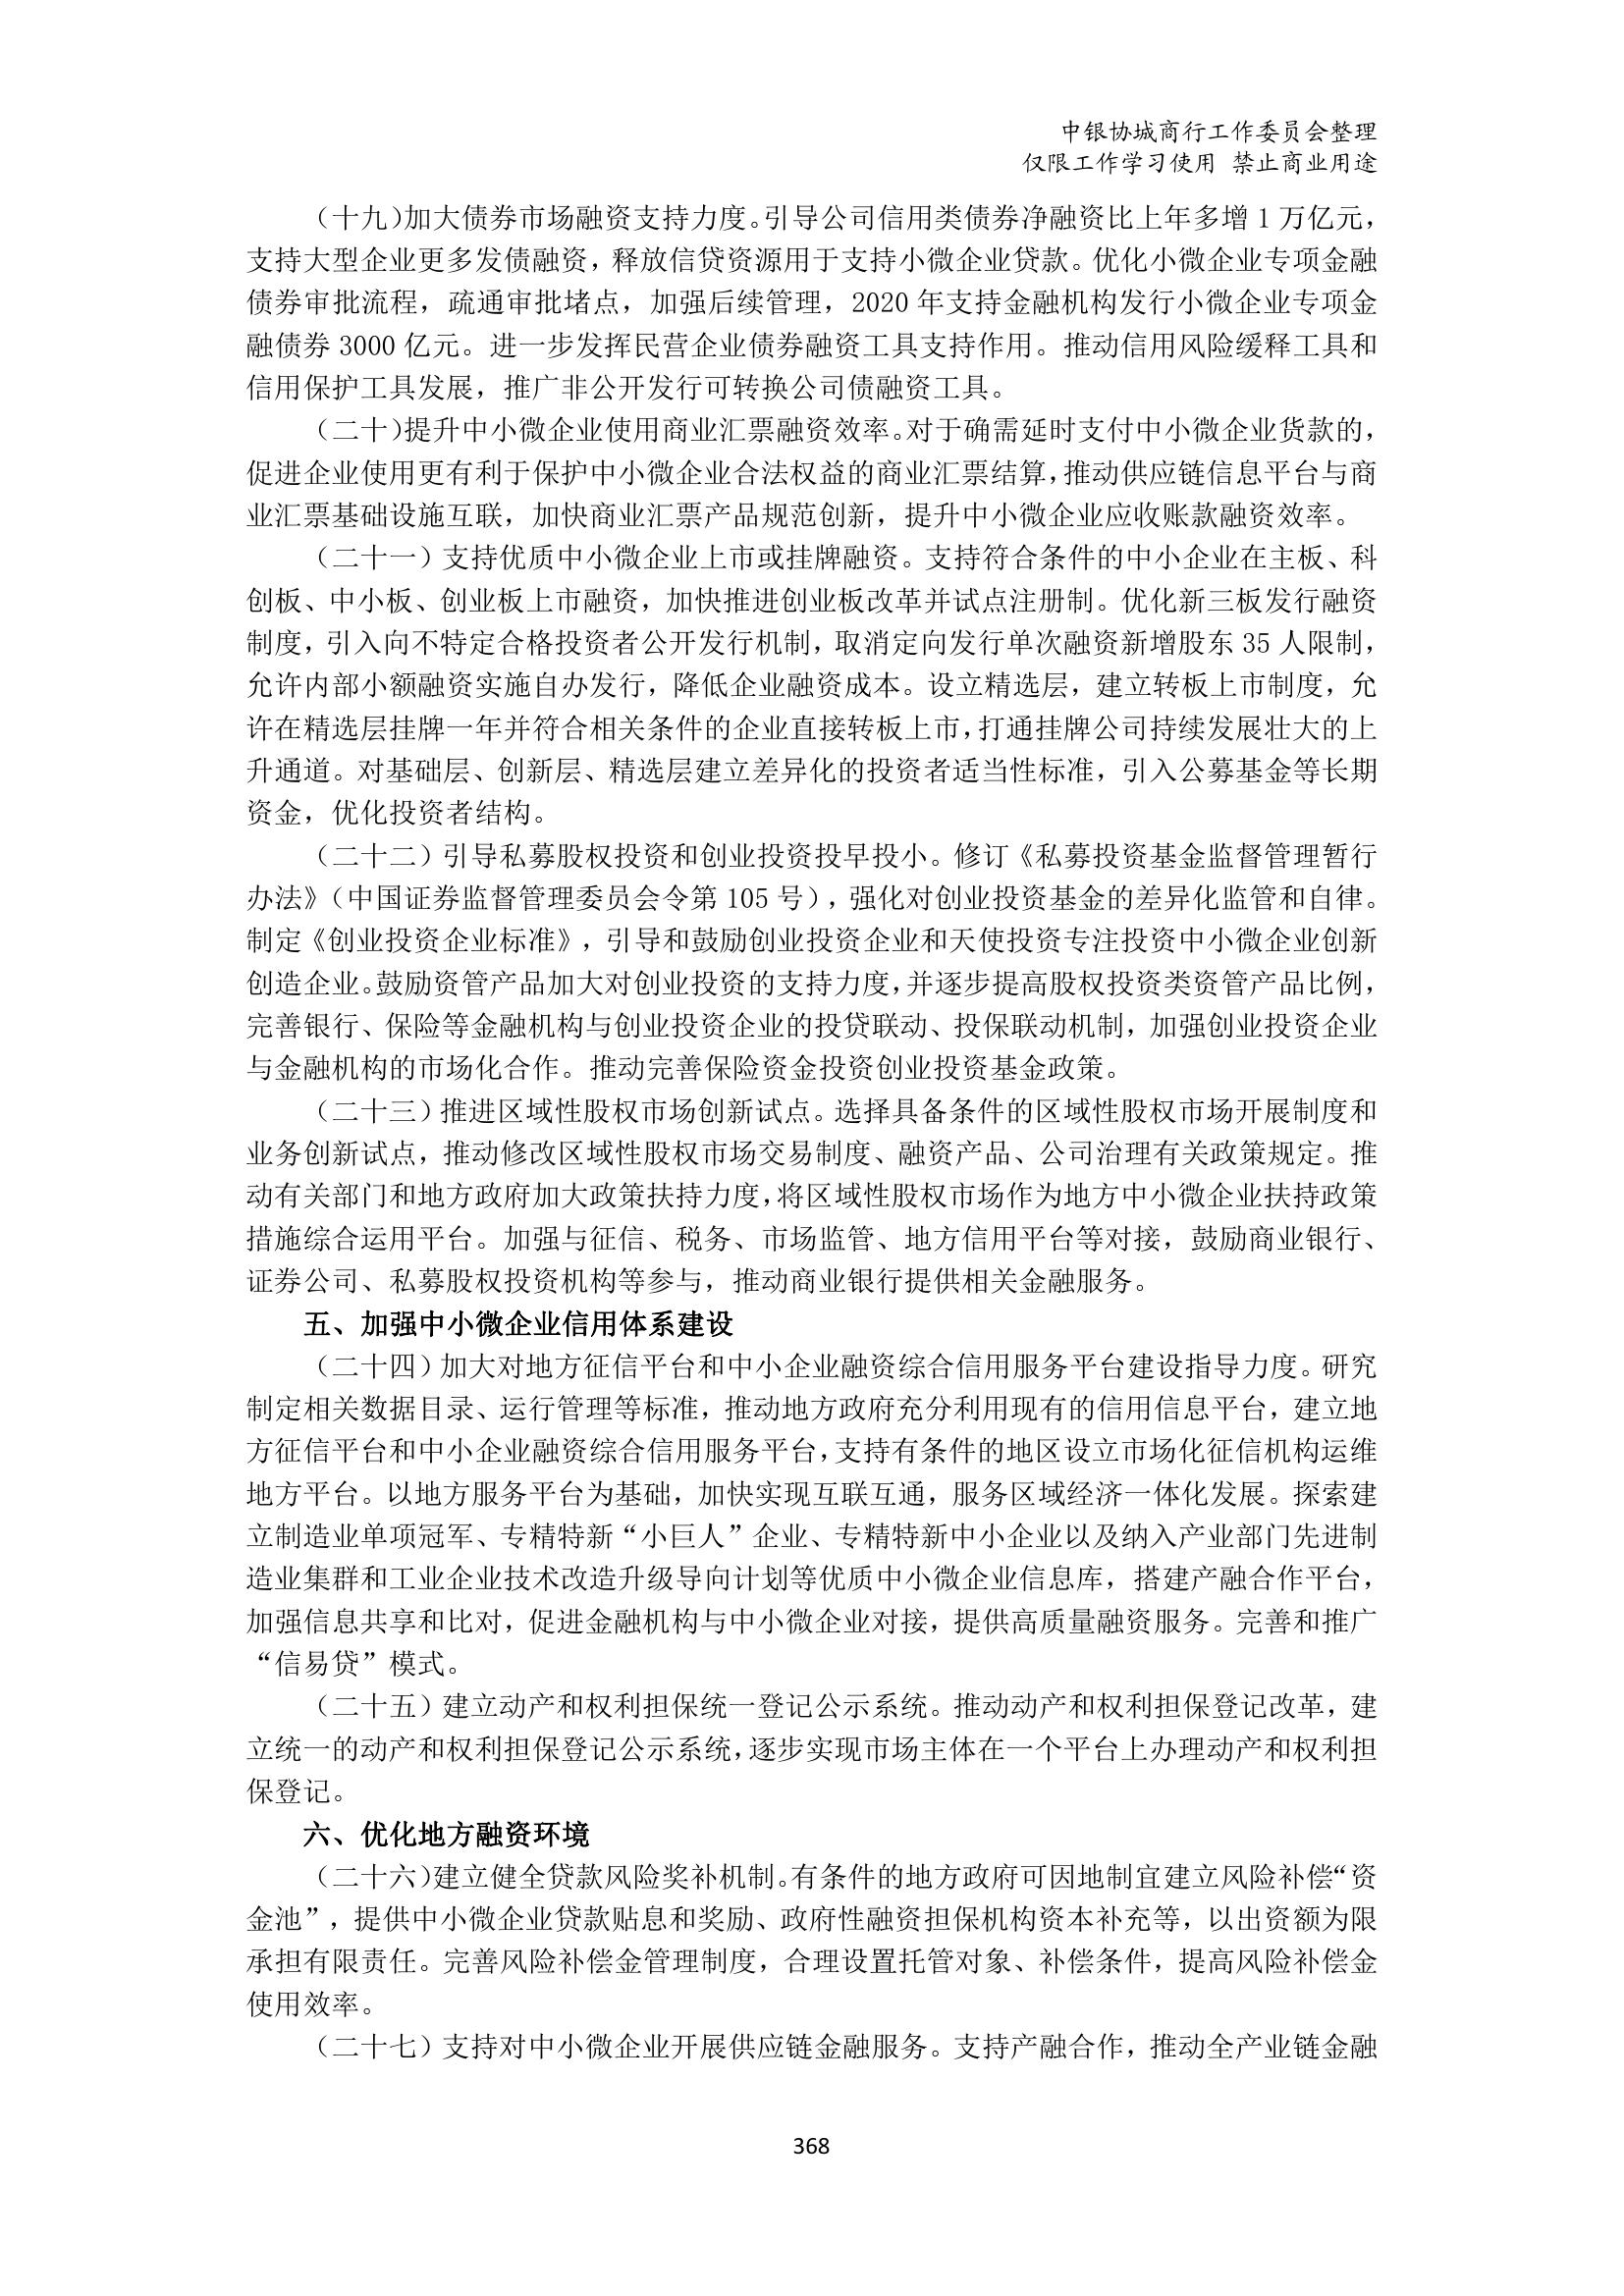 中银协城商行工作委员会整理
仅限工作学习使用 禁止商业用途
（十九）加大债券市场融资支持力度。引导公司信用类债券净融资比上年多增 1 万亿元，
支持大型企业更多发债融资，释放信贷资源用于支持小微企业贷款。优化小微企业专项金融
债券审批流程，疏通审批堵点，加强后续管理，2020 年支持金融机构发行小微企业专项金
融债券 3000 亿元。进一步发挥民营企业债券融资工具支持作用。推动信用风险缓释工具和
信用保护工具发展，推广非公开发行可转换公司债融资工具。
（二十）提升中小微企业使用商业汇票融资效率。对于确需延时支付中小微企业货款的，
促进企业使用更有利于保护中小微企业合法权益的商业汇票结算，推动供应链信息平台与商
业汇票基础设施互联，加快商业汇票产品规范创新，提升中小微企业应收账款融资效率。
（二十一）支持优质中小微企业上市或挂牌融资。支持符合条件的中小企业在主板、科
创板、中小板、创业板上市融资，加快推进创业板改革并试点注册制。优化新三板发行融资
制度，引入向不特定合格投资者公开发行机制，取消定向发行单次融资新增股东 35 人限制，
允许内部小额融资实施自办发行，降低企业融资成本。设立精选层，建立转板上市制度，允
许在精选层挂牌一年并符合相关条件的企业直接转板上市，打通挂牌公司持续发展壮大的上
升通道。对基础层、创新层、精选层建立差异化的投资者适当性标准，引入公募基金等长期
资金，优化投资者结构。
（二十二）引导私募股权投资和创业投资投早投小。修订《私募投资基金监督管理暂行
办法》（中国证券监督管理委员会令第 105 号），强化对创业投资基金的差异化监管和自律。
制定《创业投资企业标准》，引导和鼓励创业投资企业和天使投资专注投资中小微企业创新
创造企业。鼓励资管产品加大对创业投资的支持力度，并逐步提高股权投资类资管产品比例，
完善银行、保险等金融机构与创业投资企业的投贷联动、投保联动机制，加强创业投资企业
与金融机构的市场化合作。推动完善保险资金投资创业投资基金政策。
（二十三）推进区域性股权市场创新试点。选择具备条件的区域性股权市场开展制度和
业务创新试点，推动修改区域性股权市场交易制度、融资产品、公司治理有关政策规定。推
动有关部门和地方政府加大政策扶持力度，将区域性股权市场作为地方中小微企业扶持政策
措施综合运用平台。加强与征信、税务、市场监管、地方信用平台等对接，鼓励商业银行、
证券公司、私募股权投资机构等参与，推动商业银行提供相关金融服务。
五、加强中小微企业信用体系建设
（二十四）加大对地方征信平台和中小企业融资综合信用服务平台建设指导力度。研究
制定相关数据目录、运行管理等标准，推动地方政府充分利用现有的信用信息平台，建立地
方征信平台和中小企业融资综合信用服务平台，支持有条件的地区设立市场化征信机构运维
地方平台。以地方服务平台为基础，加快实现互联互通，服务区域经济一体化发展。探索建
立制造业单项冠军、专精特新“小巨人”企业、专精特新中小企业以及纳入产业部门先进制
造业集群和工业企业技术改造升级导向计划等优质中小微企业信息库，搭建产融合作平台，
加强信息共享和比对，促进金融机构与中小微企业对接，提供高质量融资服务。完善和推广
“信易贷”模式。
（二十五）建立动产和权利担保统一登记公示系统。推动动产和权利担保登记改革，建
立统一的动产和权利担保登记公示系统，逐步实现市场主体在一个平台上办理动产和权利担
保登记。
六、优化地方融资环境
（二十六）建立健全贷款风险奖补机制。有条件的地方政府可因地制宜建立风险补偿“资
金池”，提供中小微企业贷款贴息和奖励、政府性融资担保机构资本补充等，以出资额为限
承担有限责任。完善风险补偿金管理制度，合理设置托管对象、补偿条件，提高风险补偿金
使用效率。
（二十七）支持对中小微企业开展供应链金融服务。支持产融合作，推动全产业链金融
368